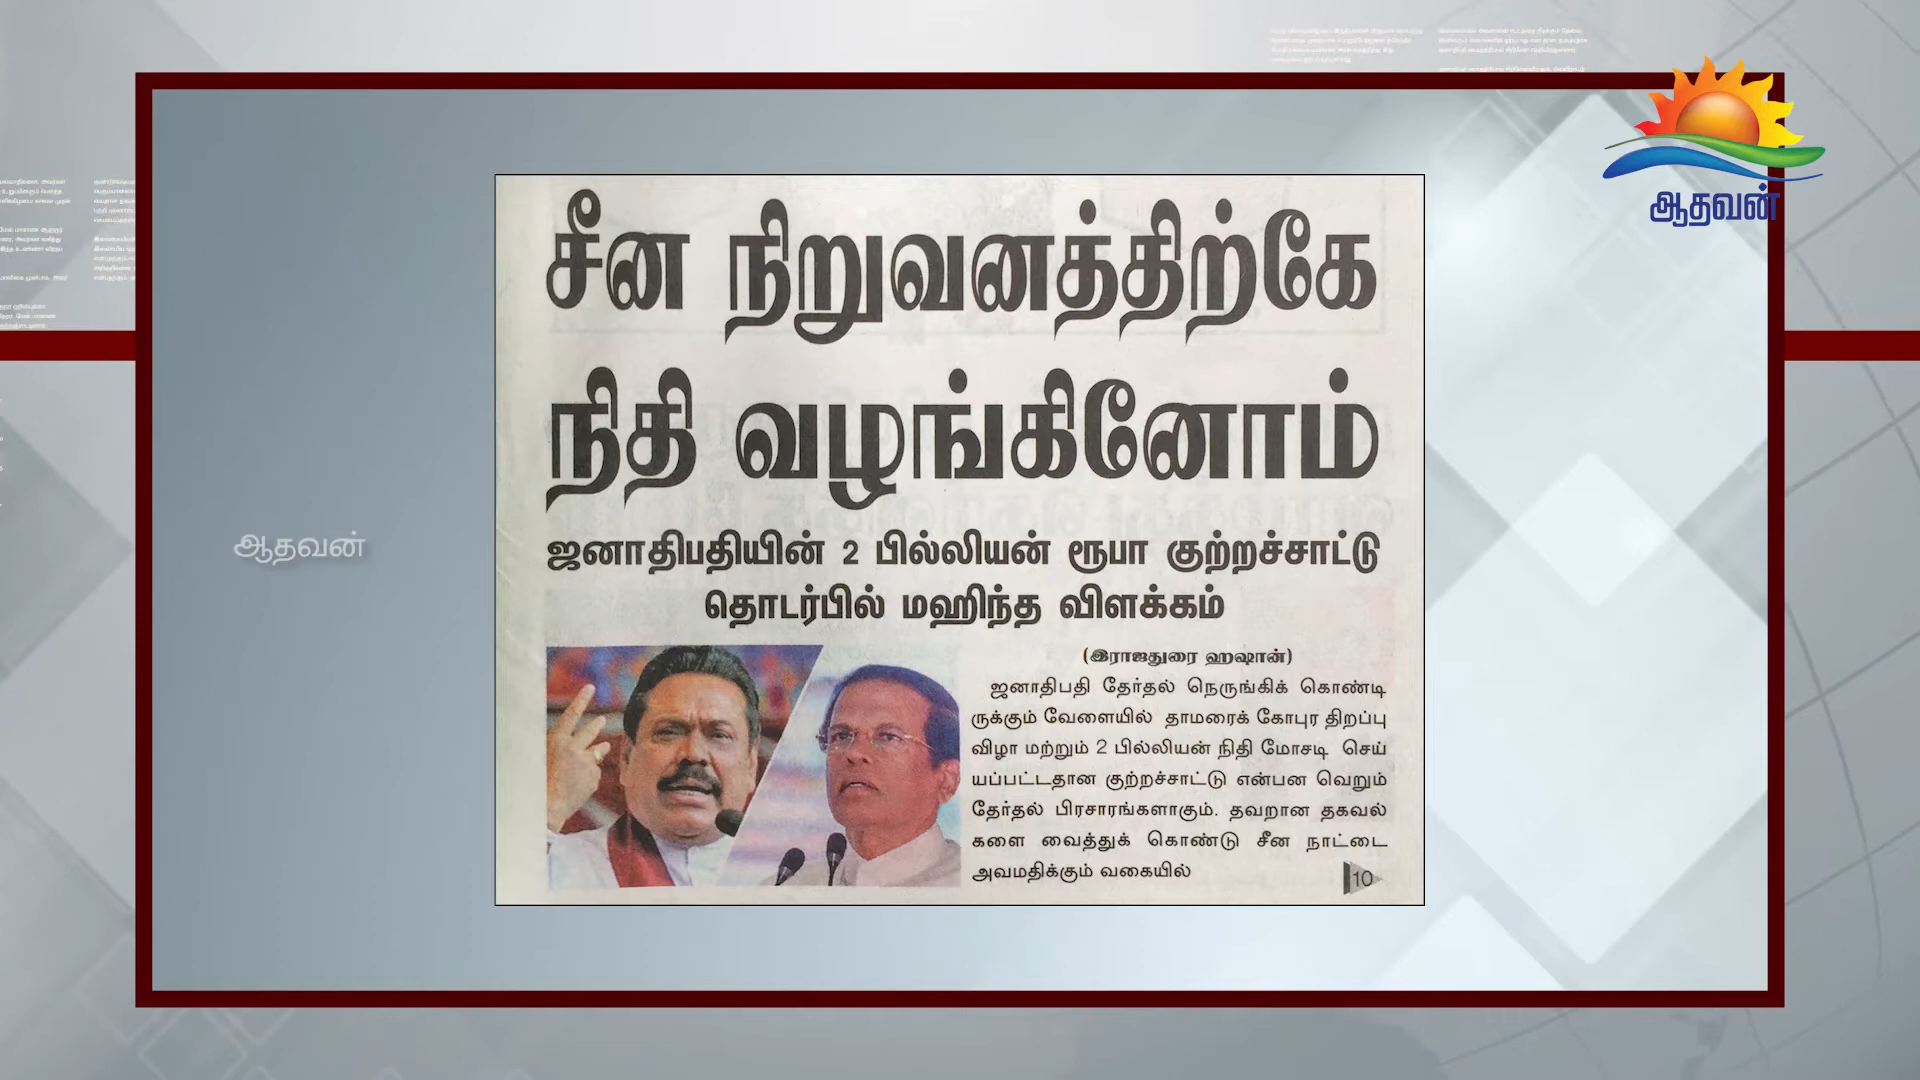 ஆதவன்
சீன நிறுவனத்திற்கே
நிதி வழங்கினோம்
ஜனாதிபதியின் 2 பில்லியன் ரூபா குற்றச்சாட்டு
தொடர்பில் மஹிந்த விளக்கம்
(இராஜதுரை ஹஷான்)
ஜனாதிபதி தேர்தல் நெருங்கிக் கொண்டி
ருக்கும் வேளையில் தாமரைக் கோபுர திறப்பு
விழா மற்றும் 2 பில்லியன் நிதி மோசடி செய்
யப்பட்டதான குற்றச்சாட்டு என்பன வெறும்
தேர்தல் பிரசாரங்களாகும். தவறான தகவல்
களை வைத்துக் கொண்டு சீன நாட்டை
அவமதிக்கும் வகையில்
10
ஆதவன்